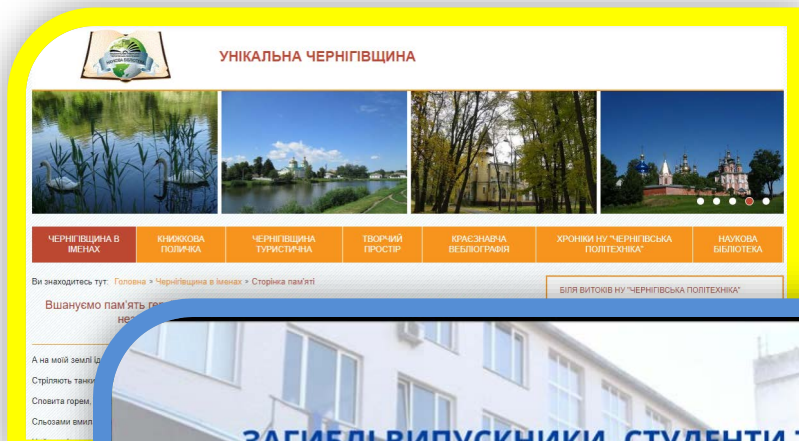 НАУКОВА БІБЛІОТЕКА
УНІКАЛЬНА ЧЕРНІГІВЩИНА
ЧЕРНІГІВЩИНА В ІМЕНАХ
КНИЖКОВА ПОЛИЧКА
ЧЕРНІГІВЩИНА ТУРИСТИЧНА
ТВОРЧИЙ ПРОСТІР
КРАЄЗНАВЧА ВЕБЛІОГРАФІЯ
ХРОНІКИ НУ "ЧЕРНІГІВСЬКА ПОЛІТЕХНІКА"
НАУКОВА БІБЛІОТЕКА
Ви знаходитесь тут: Головна » Чернігівщина в іменах » Сторінка пам'яті
БІЛЯ ВИТОКІВ НУ "ЧЕРНІГІВСЬКА ПОЛІТЕХНІКА"
Вшануємо пам'ять
А на моїй землі
Стріляють танки
Сповита горем,
Сльозами
ЗАГИБЛІ ВИПУСКНИКИ, СТУДЕНТИ